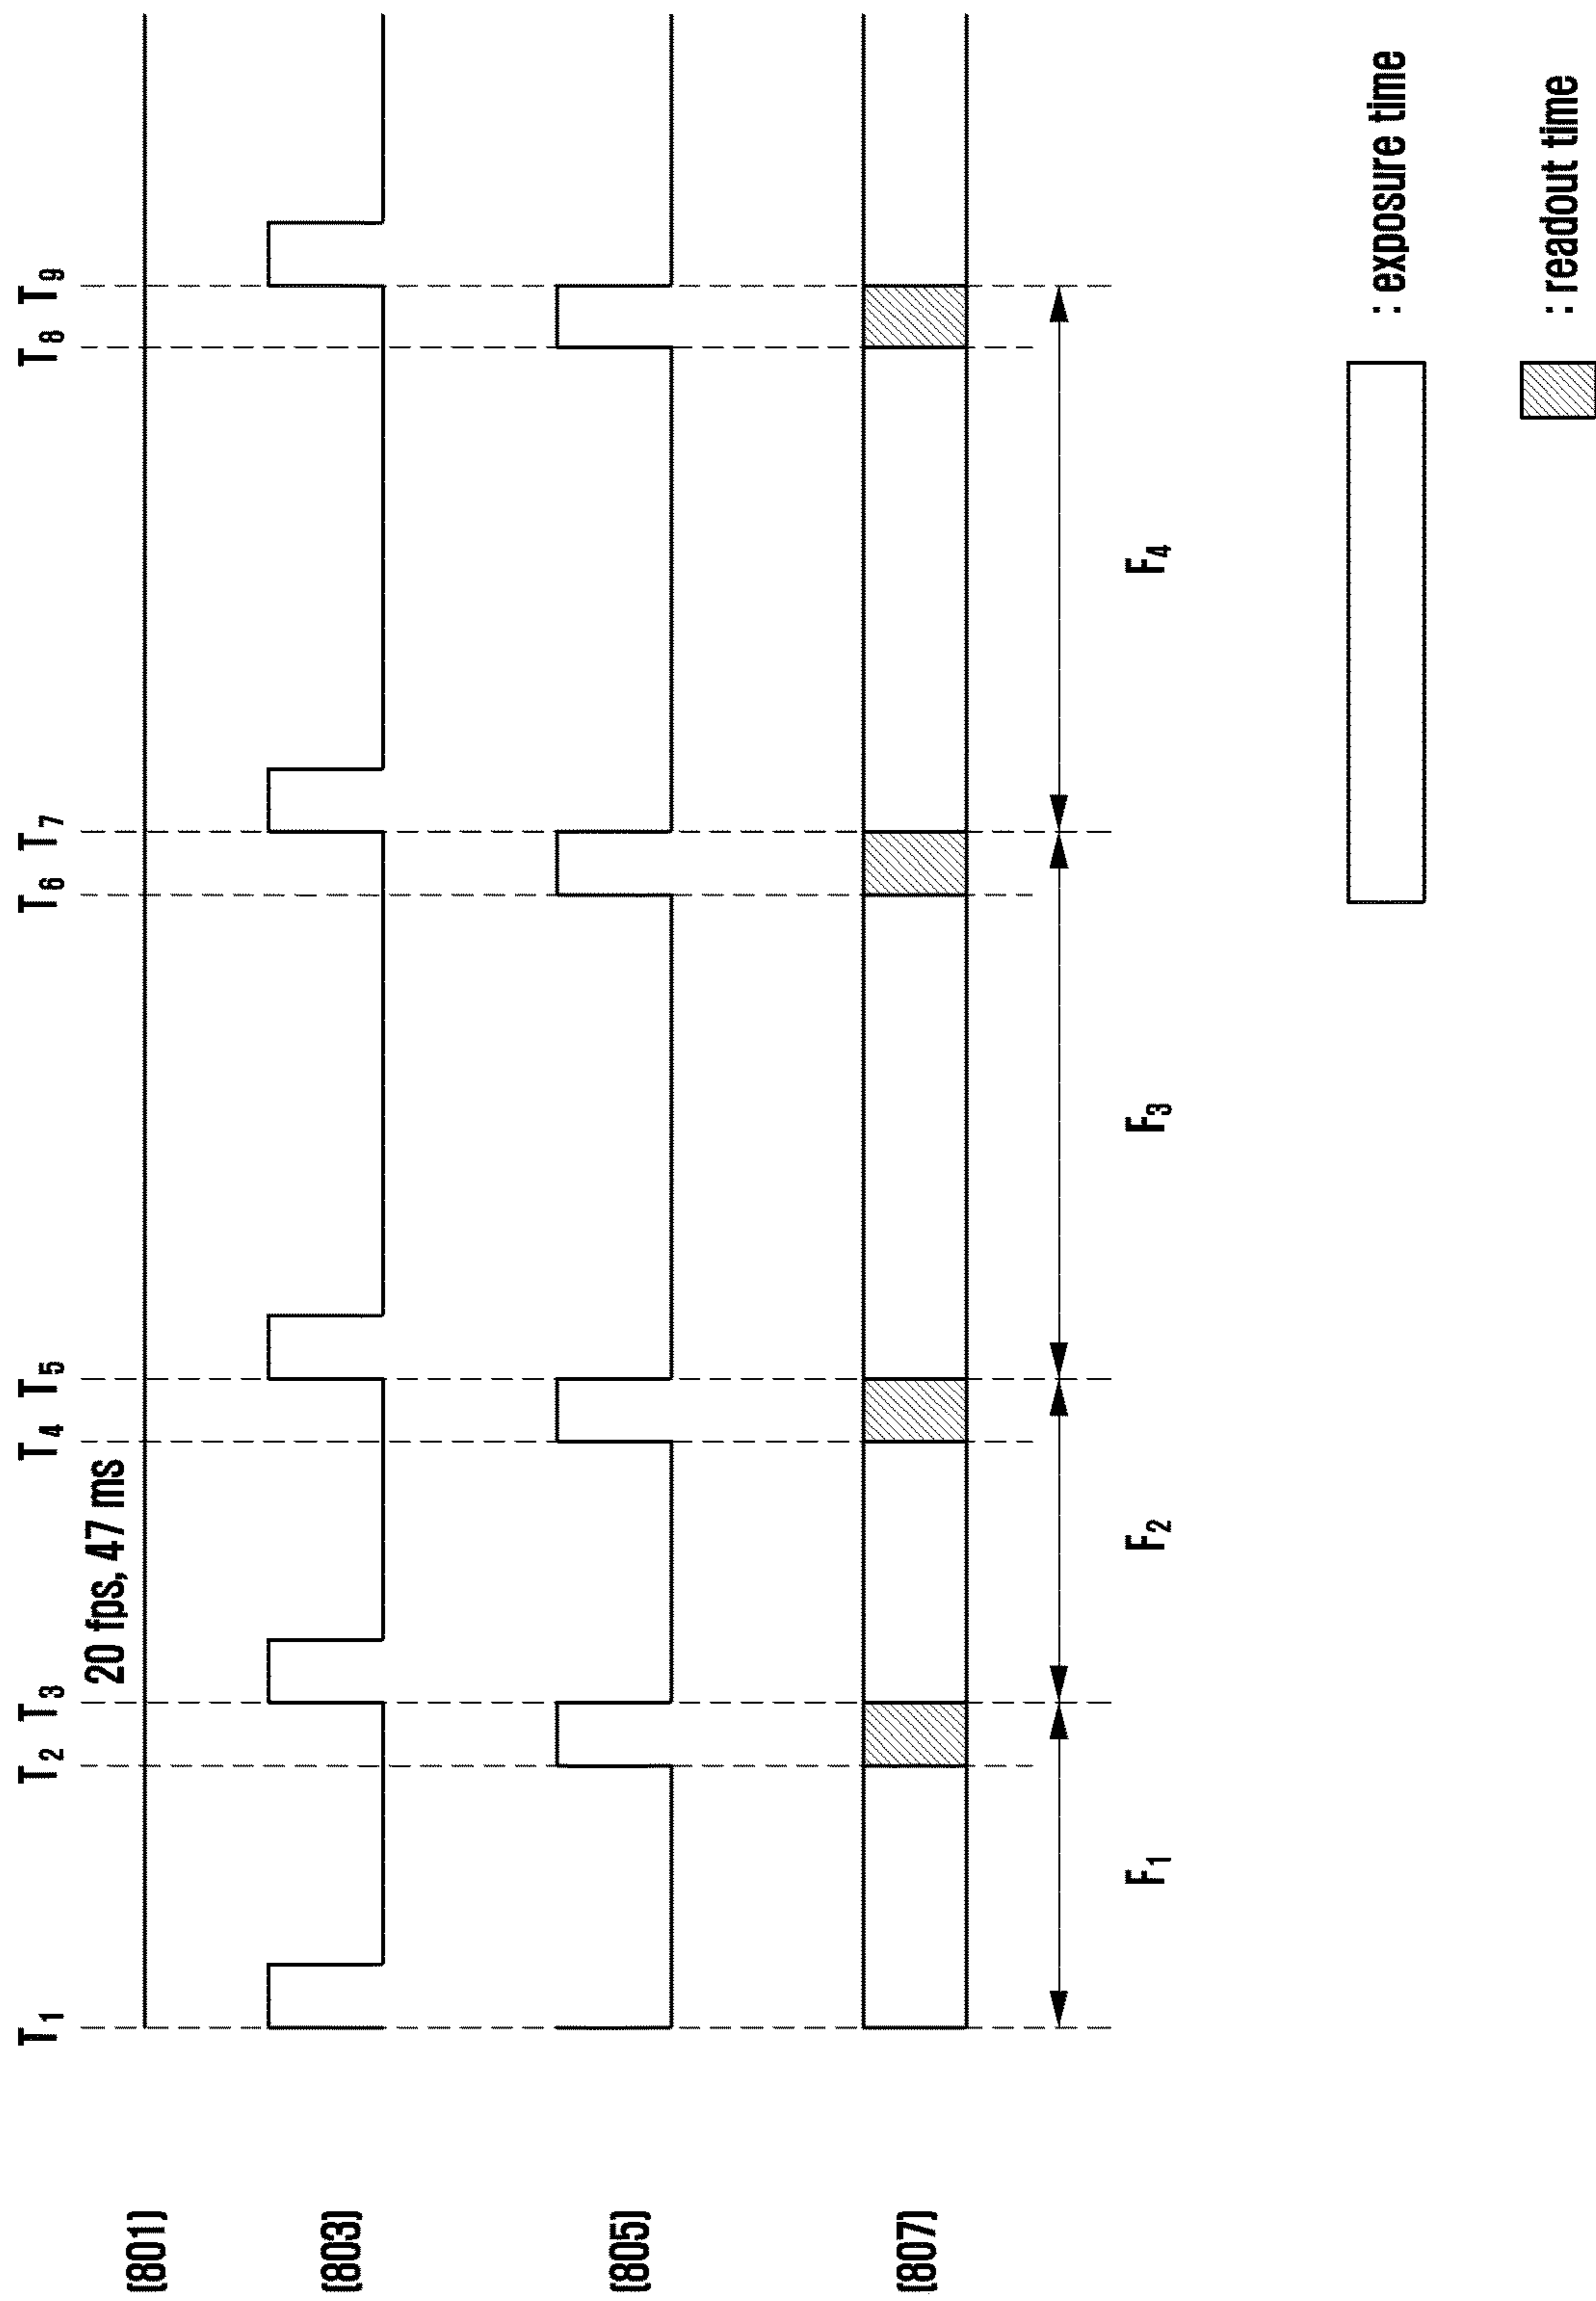 T1 T2 T3 T4 T5 T6 T7 T8 T9
20 fps, 47 ms
(801)
(803)
(805)
(807)
F1 F2 F3 F4
: exposure time
: readout time